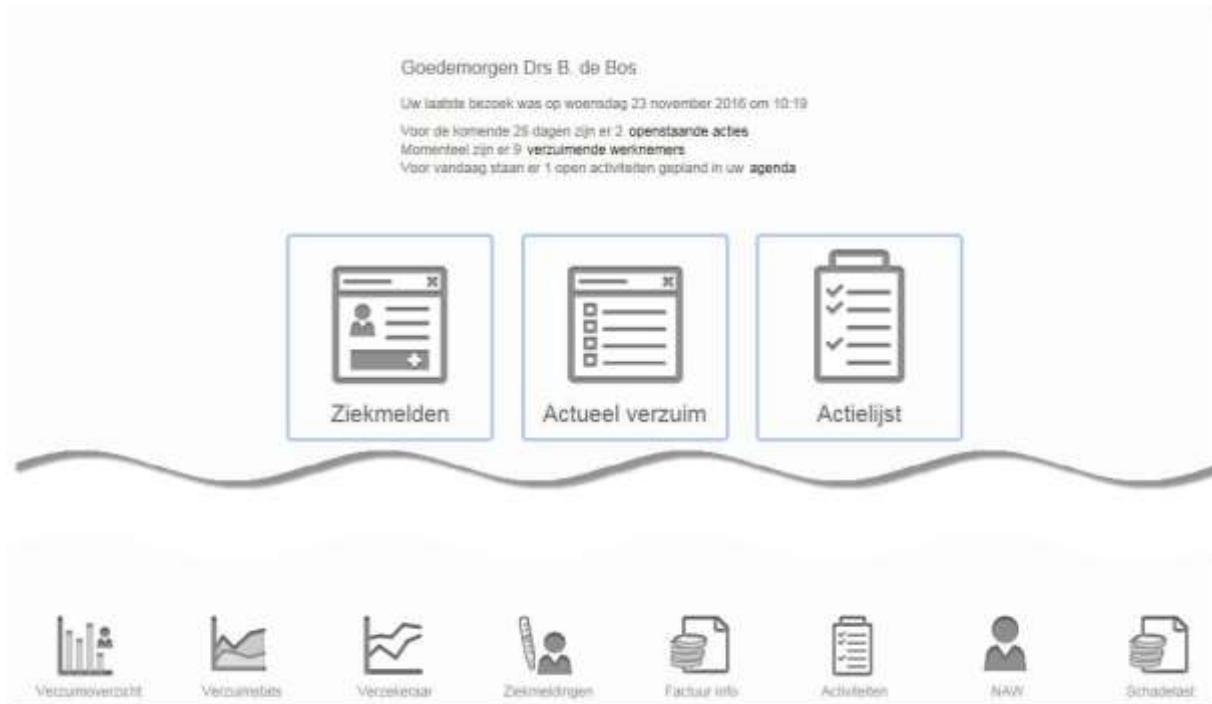 Goedemorgen Drs B. de Bos
Uw laatste bezoek was op woensdag 23 november 2016 om 10:19
Voor de komende 25 dagen zijn er 2 openstaande acties
Momenteel zijn er 9 verzuimende werknemers
Voor vandaag staan er 1 open activiteiten gepland in uw agenda
Ziekmelden
Actueel verzuim
Actielijst
Verzuimoverzicht
Verzuimstats
Verzekeraar
Ziekmeldingen
Factuur info
Activiteiten
NAW
Schadelast